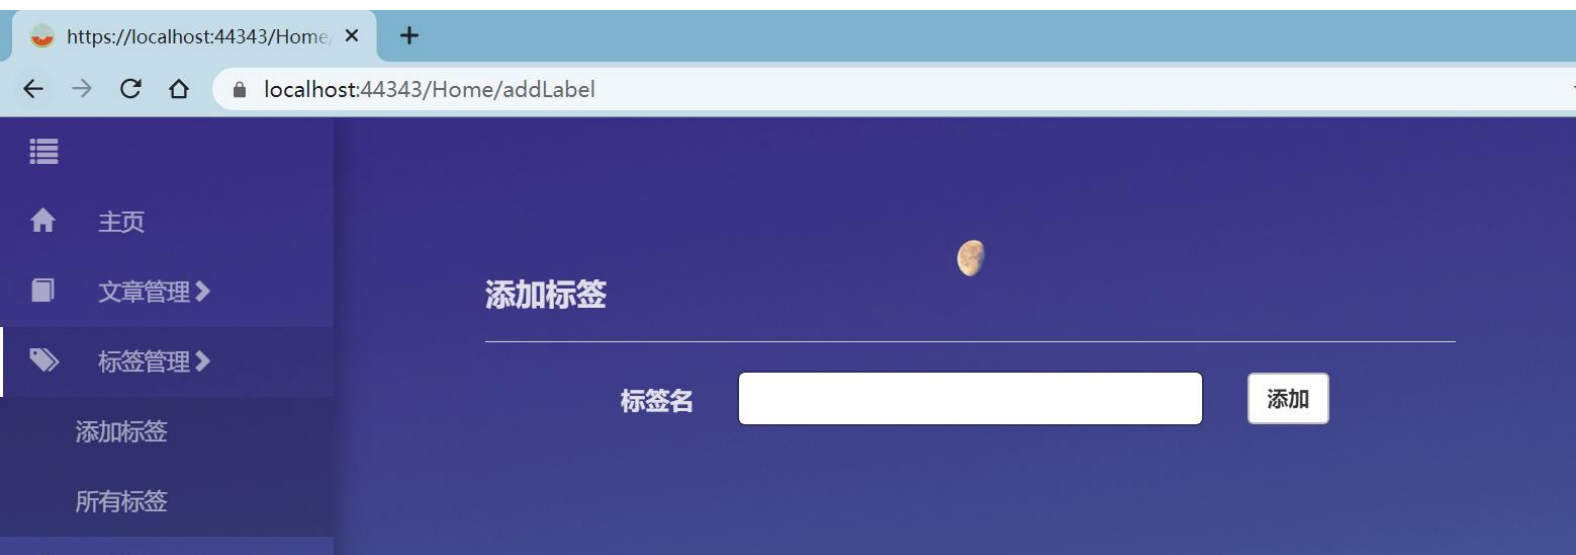 https://localhost:44343/Home/
localhost:44343/Home/addLabel
主页
文章管理
标签管理
添加标签
所有标签
添加标签
标签名
添加